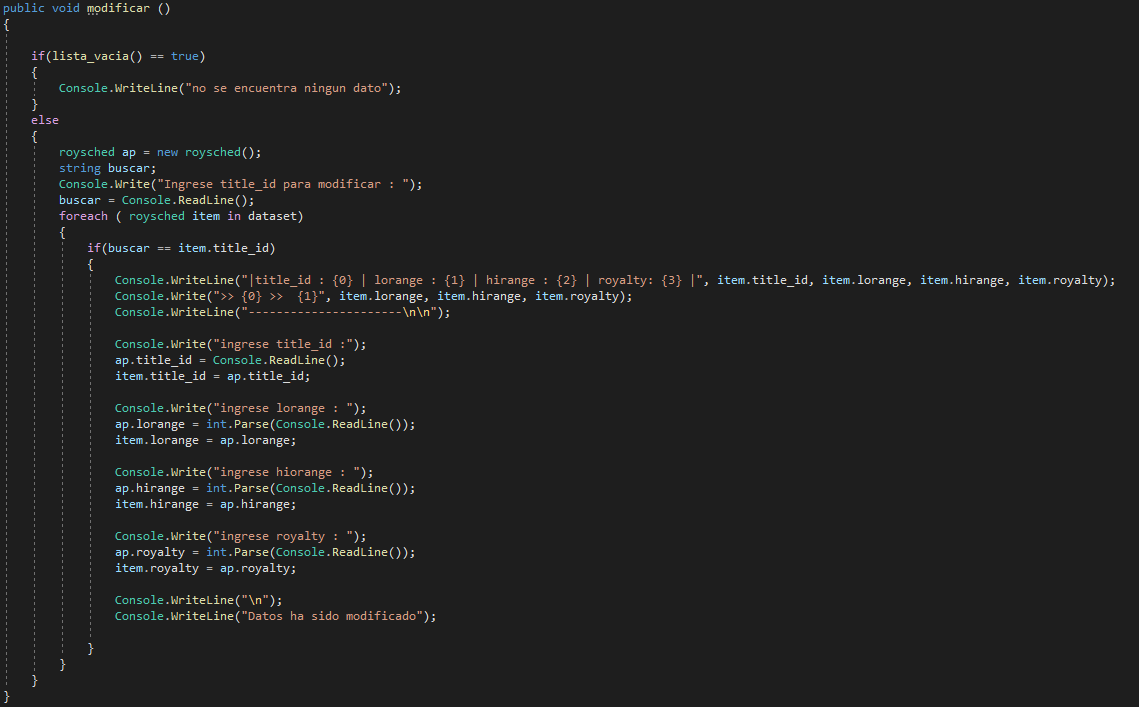 public void modificar ()
{
if(lista_vacia() == true)
{
Console.WriteLine("no se encuentra ningun dato");
}
else
{
roysched ap = new roysched();
string buscar;
Console.Write("Ingrese title_id para modificar : ");
buscar = Console.ReadLine();
foreach ( roysched item in dataset)
{
if(buscar == item.title_id)
{
Console.WriteLine("|title_id : {0} | lorange : {1} | hirange : {2} | royalty: {3} |", item.title_id, item.lorange, item.hirange, item.royalty);
Console.Write(">> {0} >>  {1}", item.lorange, item.hirange, item.royalty);
Console.WriteLine("----------------------\n\n");
Console.Write("ingrese title_id :");
ap.title_id = Console.ReadLine();
item.title_id = ap.title_id;
Console.Write("ingrese lorange : ");
ap.lorange = int.Parse(Console.ReadLine());
item.lorange = ap.lorange;
Console.Write("ingrese hiorange : ");
ap.hirange = int.Parse(Console.ReadLine());
item.hirange = ap.hirange;
Console.Write("ingrese royalty : ");
ap.royalty = int.Parse(Console.ReadLine());
item.royalty = ap.royalty;
Console.WriteLine("\n");
Console.WriteLine("Datos ha sido modificado");
}
}
}
}